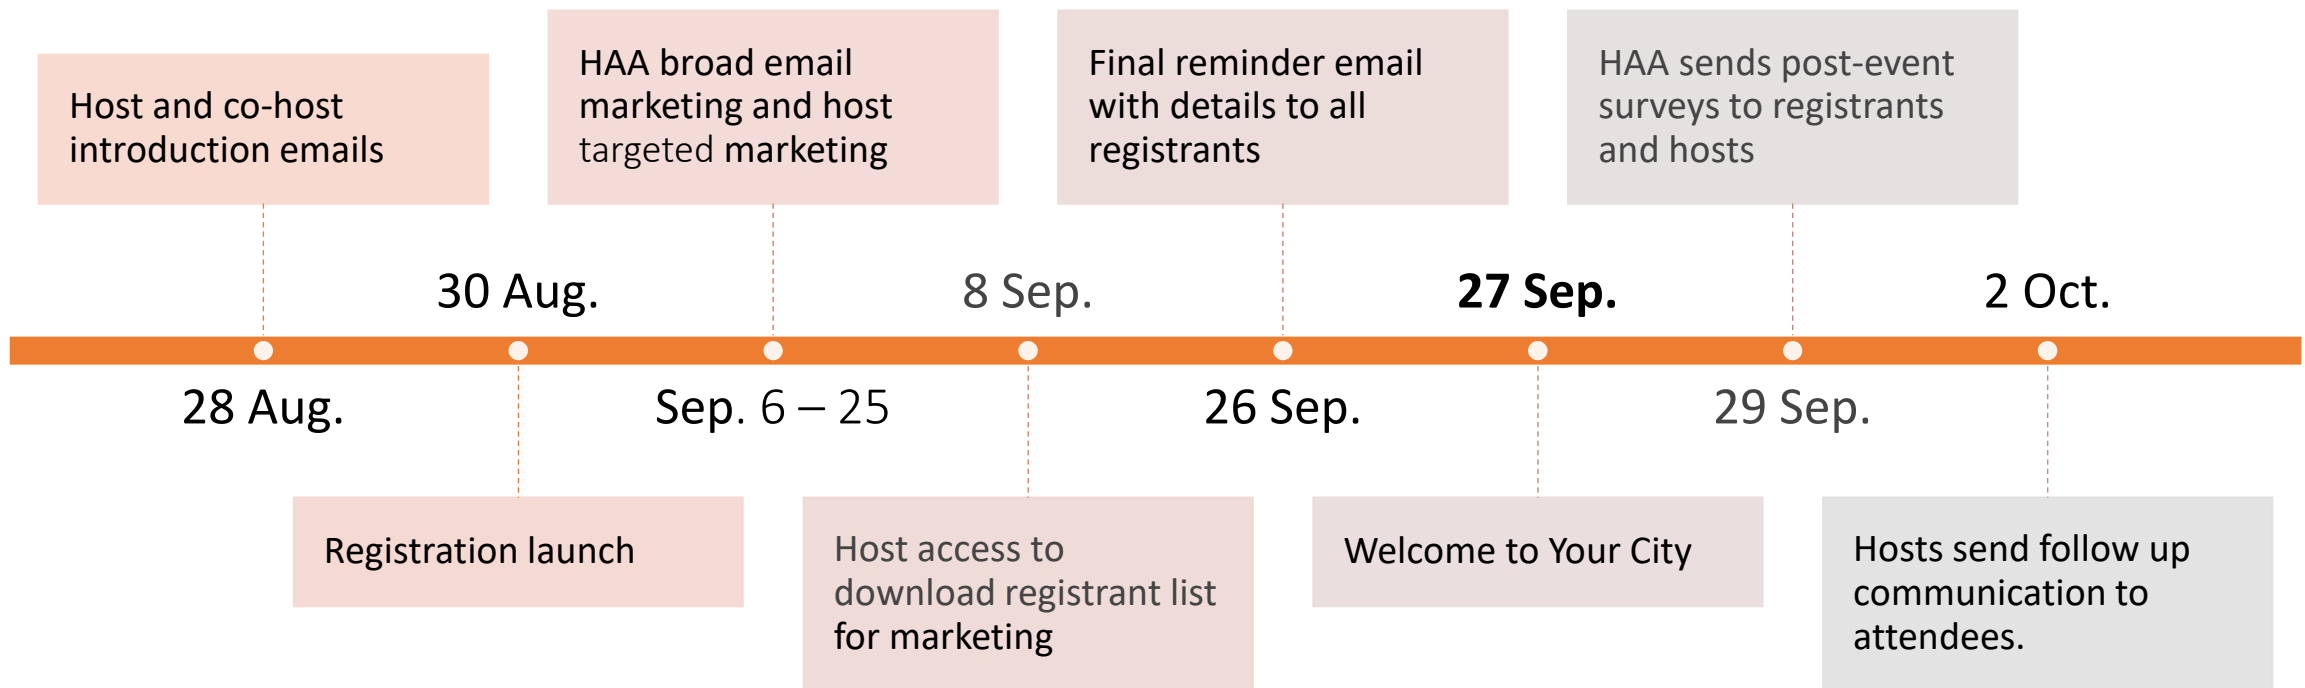 Host and co-host
introduction emails
HAA broad email
marketing and host
targeted marketing
Final reminder email
with details to all
registrants
HAA sends post-event
surveys to registrants
and hosts
30 Aug.
8 Sep.
27 Sep.
2 Oct.
28 Aug.
Sep. 6 – 25
26 Sep.
29 Sep.
Registration launch
Host access to
download registrant list
for marketing
Welcome to Your City
Hosts send follow up
communication to
attendees.